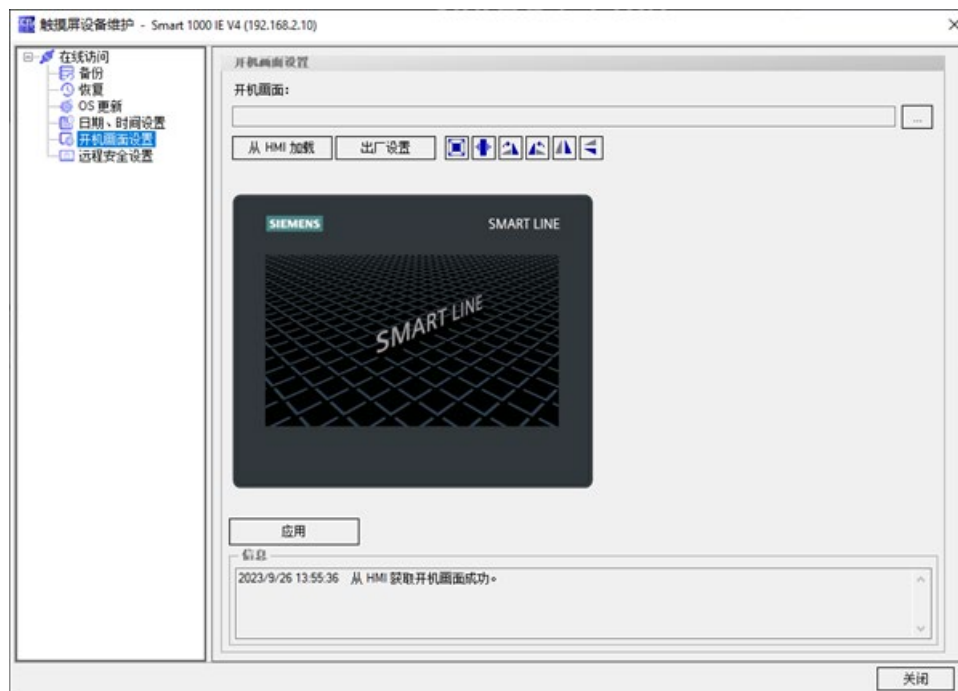 触摸屏设备维护 - Smart 1000 IE V4 (192.168.2.10)
在线访问
备份
恢复
OS 更新
日期、时间设置
开机画面设置
远程安全设置
开机画面设置
开机画面:
...
从 HMI 加载
出厂设置
SIEMENS
SMART LINE
SMART LINE
应用
信息
2023/9/26 13:55:36 从 HMI 获取开机画面成功。
关闭